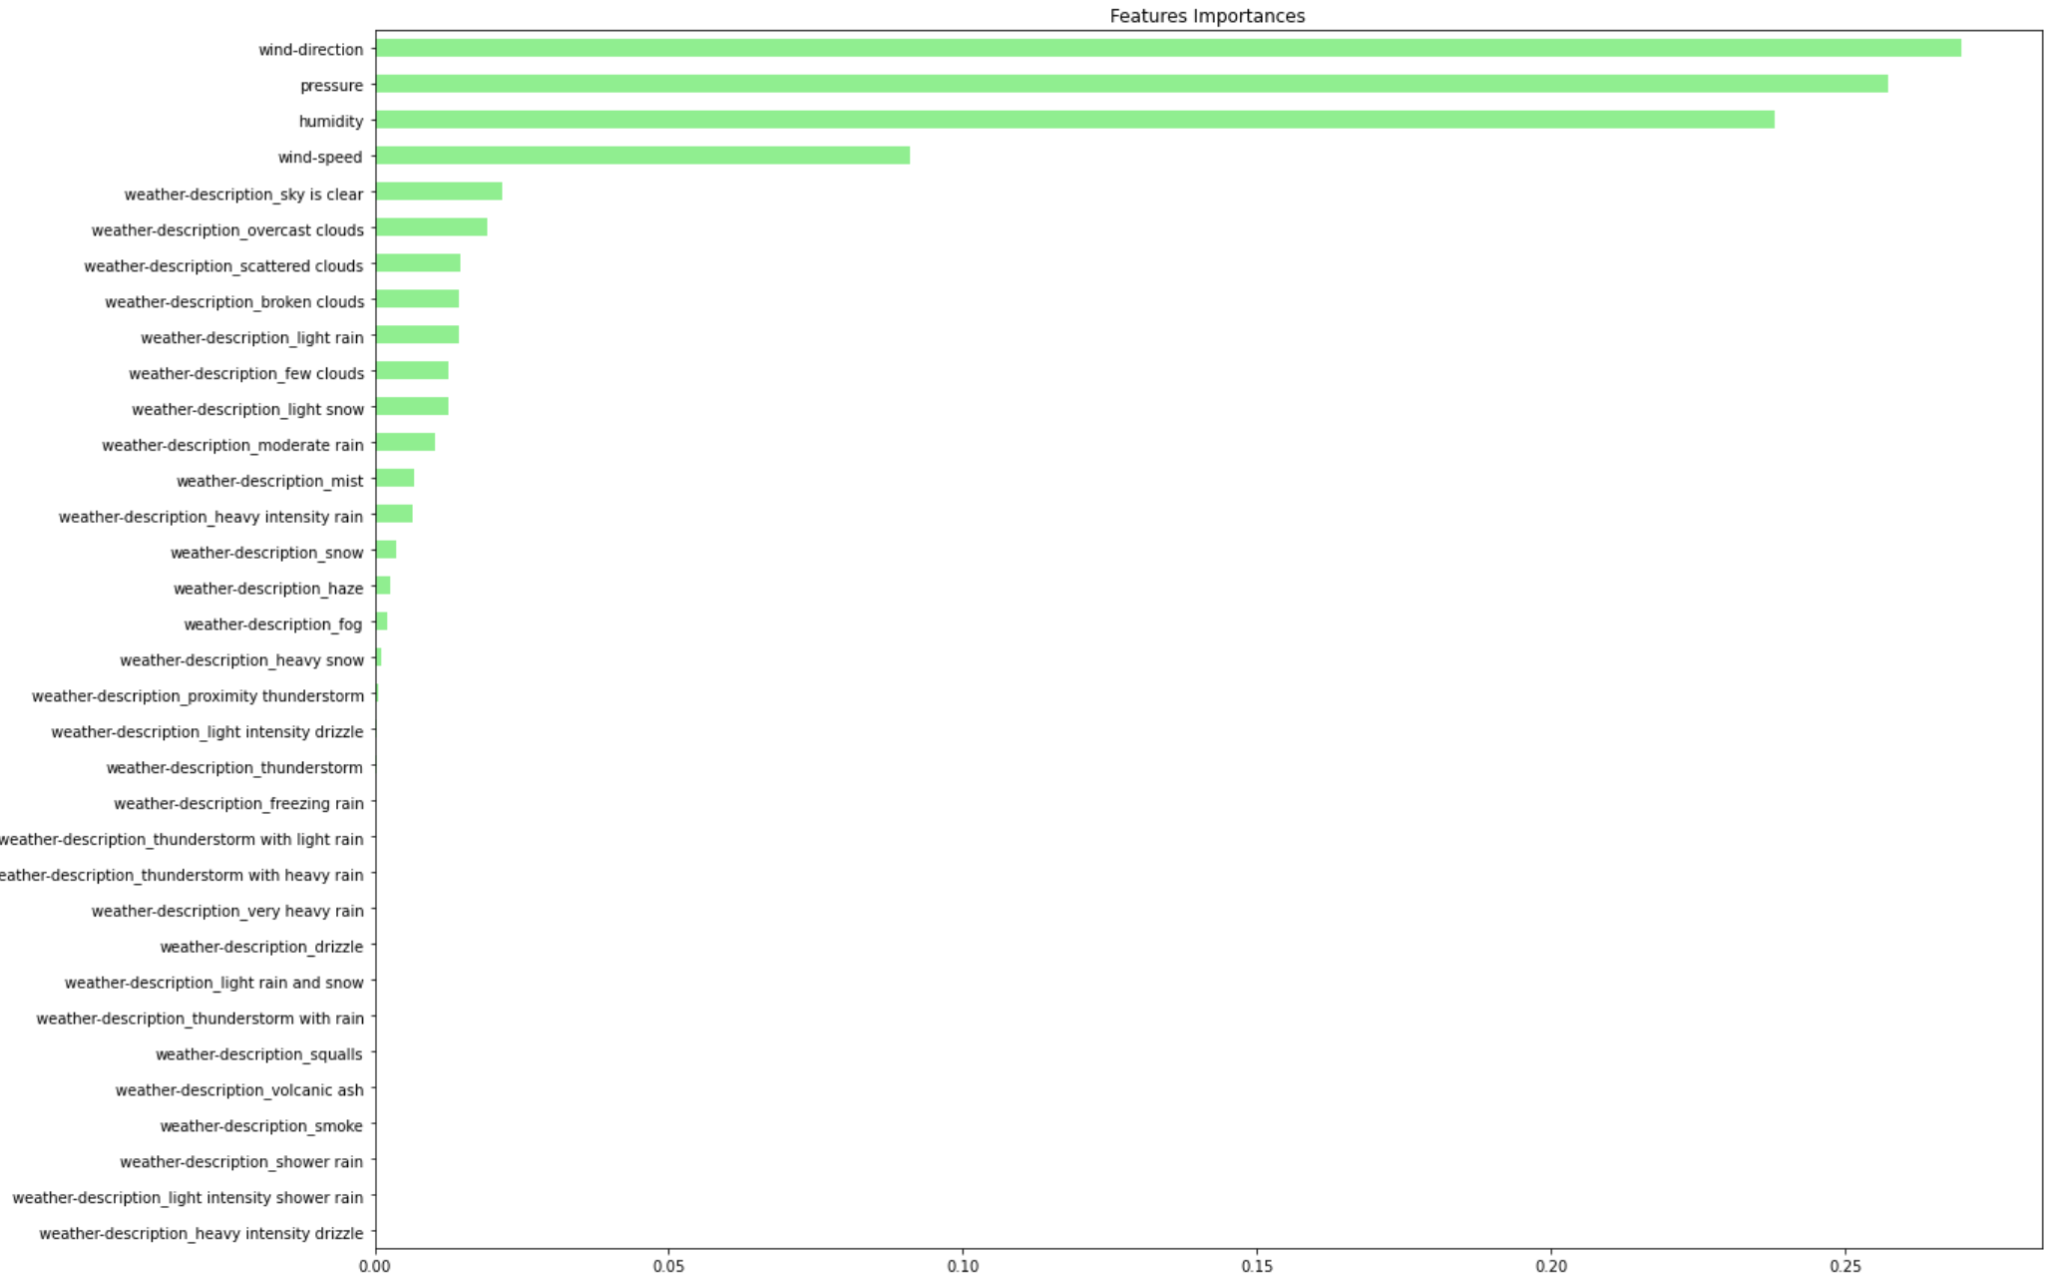 Features Importances
wind-direction
pressure
humidity
wind-speed
weather-description_sky is clear
weather-description_overcast clouds
weather-description_scattered clouds
weather-description_broken clouds
weather-description_light rain
weather-description_few clouds
weather-description_light snow
weather-description_moderate rain
weather-description_mist
weather-description_heavy intensity rain
weather-description_snow
weather-description_haze
weather-description_fog
weather-description_heavy snow
weather-description_proximity thunderstorm
weather-description_light intensity drizzle
weather-description_thunderstorm
weather-description_freezing rain
weather-description_thunderstorm with light rain
eather-description_thunderstorm with heavy rain
weather-description_very heavy rain
weather-description_drizzle
weather-description_light rain and snow
weather-description_thunderstorm with rain
weather-description_squalls
weather-description_volcanic ash
weather-description_smoke
weather-description_shower rain
weather-description_light intensity shower rain
weather-description_heavy intensity drizzle
0.00 0.05 0.10 0.15 0.20 0.25